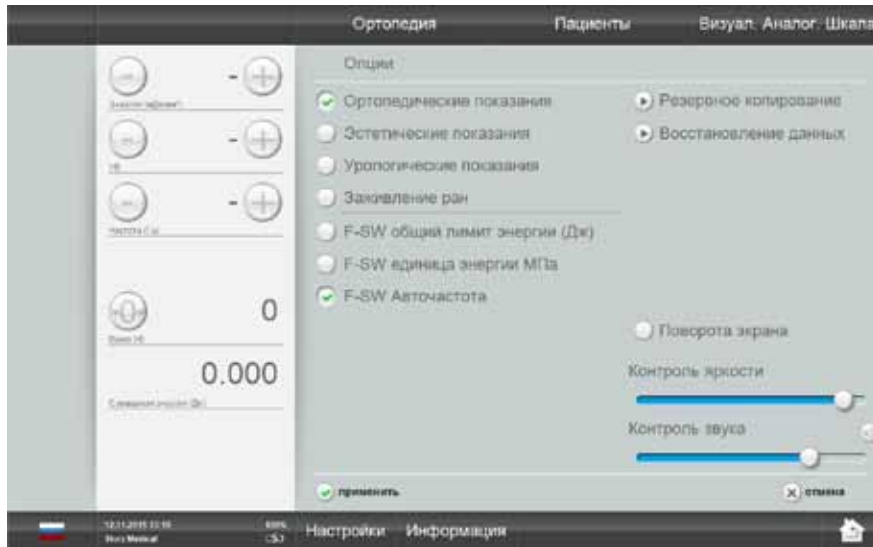 Ортопедия Пациенты Визуал. Аналог. Шкала
Опции
- +
Ортопедические показания
Резервное копирование
Эстетические показания
Восстановление данных
- +
Урологические показания
Заживление ран
- +
F-SW общий лимит энергии (Дж)
F-SW единица энергии МПа
F-SW Авточастота
0
Поворота экрана
0.000
Контроль яркости
Контроль звука
применить
отмена
Storz Medical
Настройки Информация